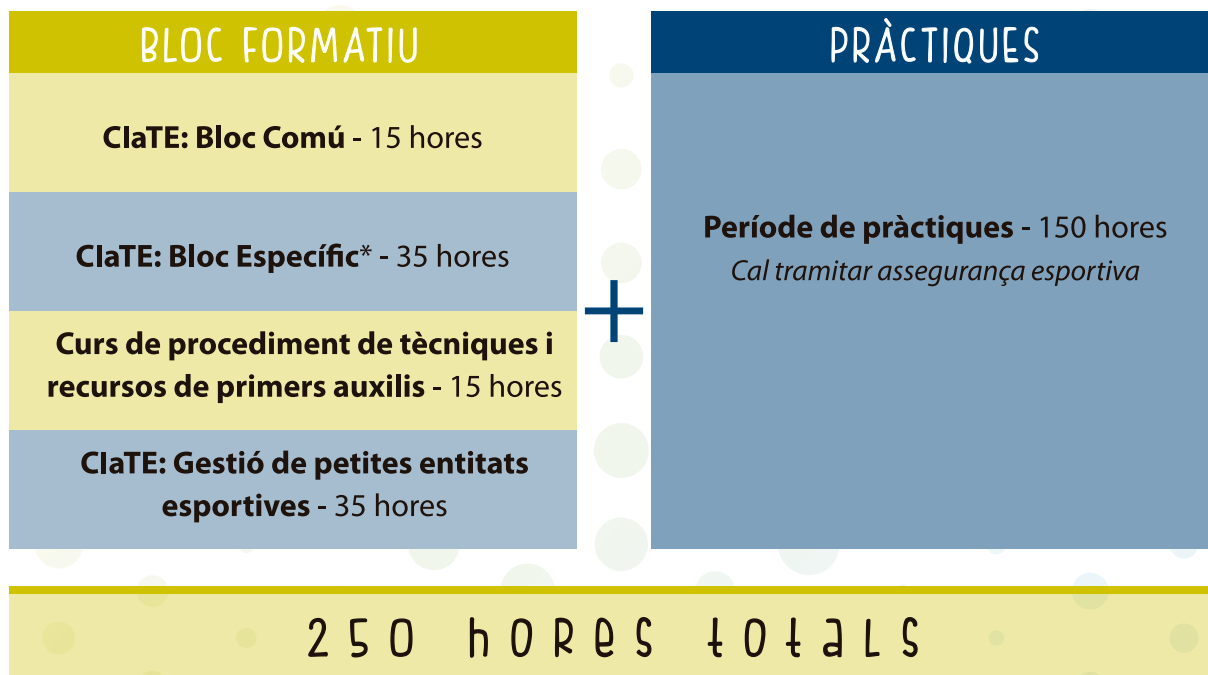 BLOC FORMATIU
CIaTE: Bloc Comú - 15 hores
CIaTE: Bloc Específic* - 35 hores
Curs de procediment de tècniques i
recursos de primers auxilis - 15 hores
CIaTE: Gestió de petites entitats
esportives - 35 hores
+
PRÀCTIQUES
Període de pràctiques - 150 hores
Cal tramitar assegurança esportiva
250 hores totals